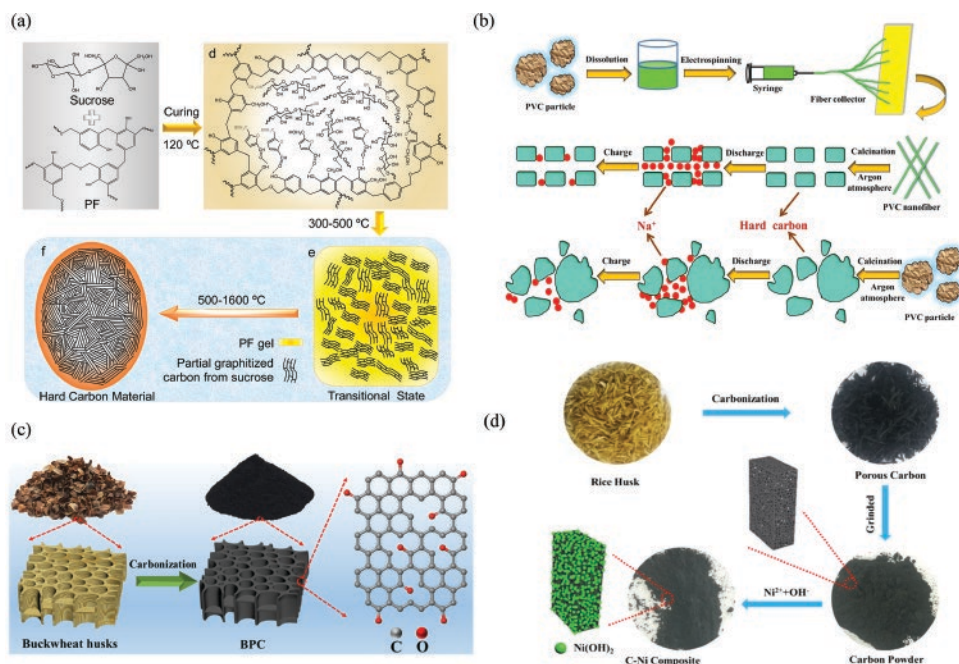 (a)
Sucrose
PF
Curing
120 ºC
d
300-500 ºC
f
e
500-1600 ºC
PF gel
Partial graphitized
carbon from sucrose
Hard Carbon Material
Transitional State
(b)
PVC particle
Dissolution
Electrospinning
Syringe
Fiber collector
Charge
Discharge
Calcination
Argon
atmosphere
PVC nanofiber
Na⁺
Hard carbon
Charge
Discharge
Calcination
Argon
atmosphere
PVC particle
(c)
Carbonization
Buckwheat husks
BPC
C
O
(d)
Rice Husk
Carbonization
Porous Carbon
Grinded
Carbon Powder
Ni²⁺+OH⁻
C-Ni Composite
Ni(OH)₂